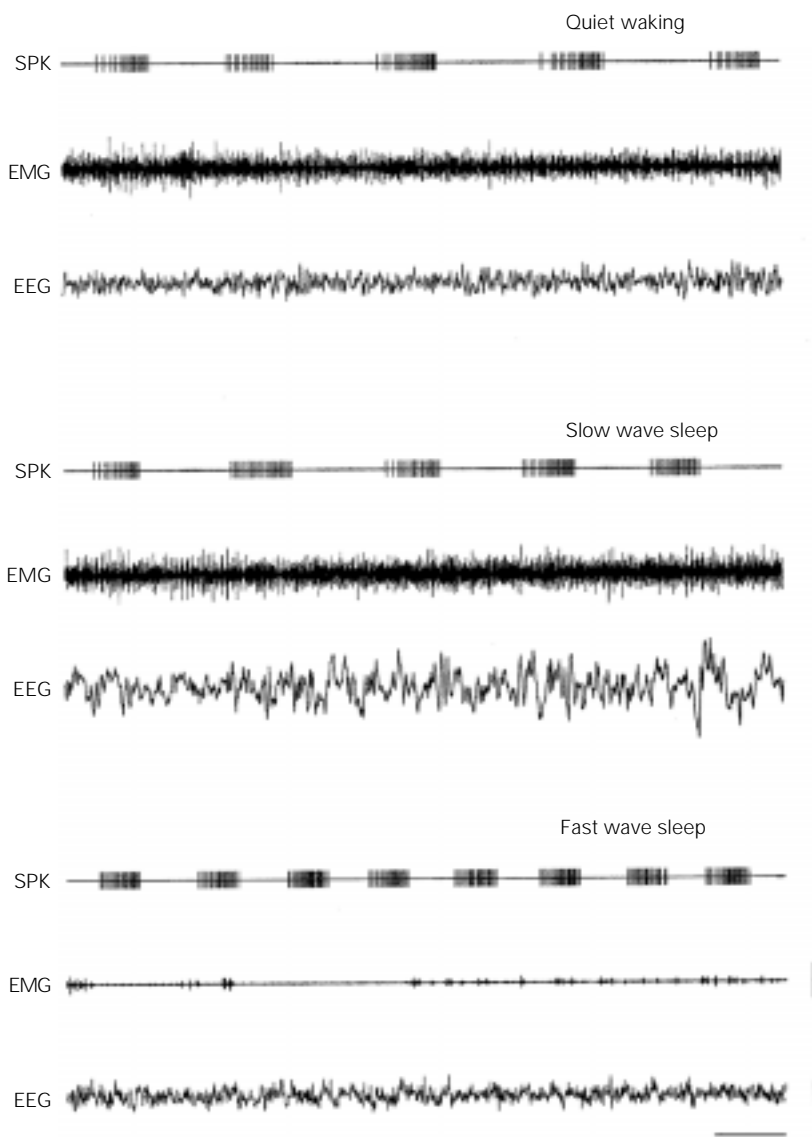 Quiet waking
SPK
EMG
EEG
Slow wave sleep
SPK
EMG
EEG
Fast wave sleep
SPK
EMG
EEG